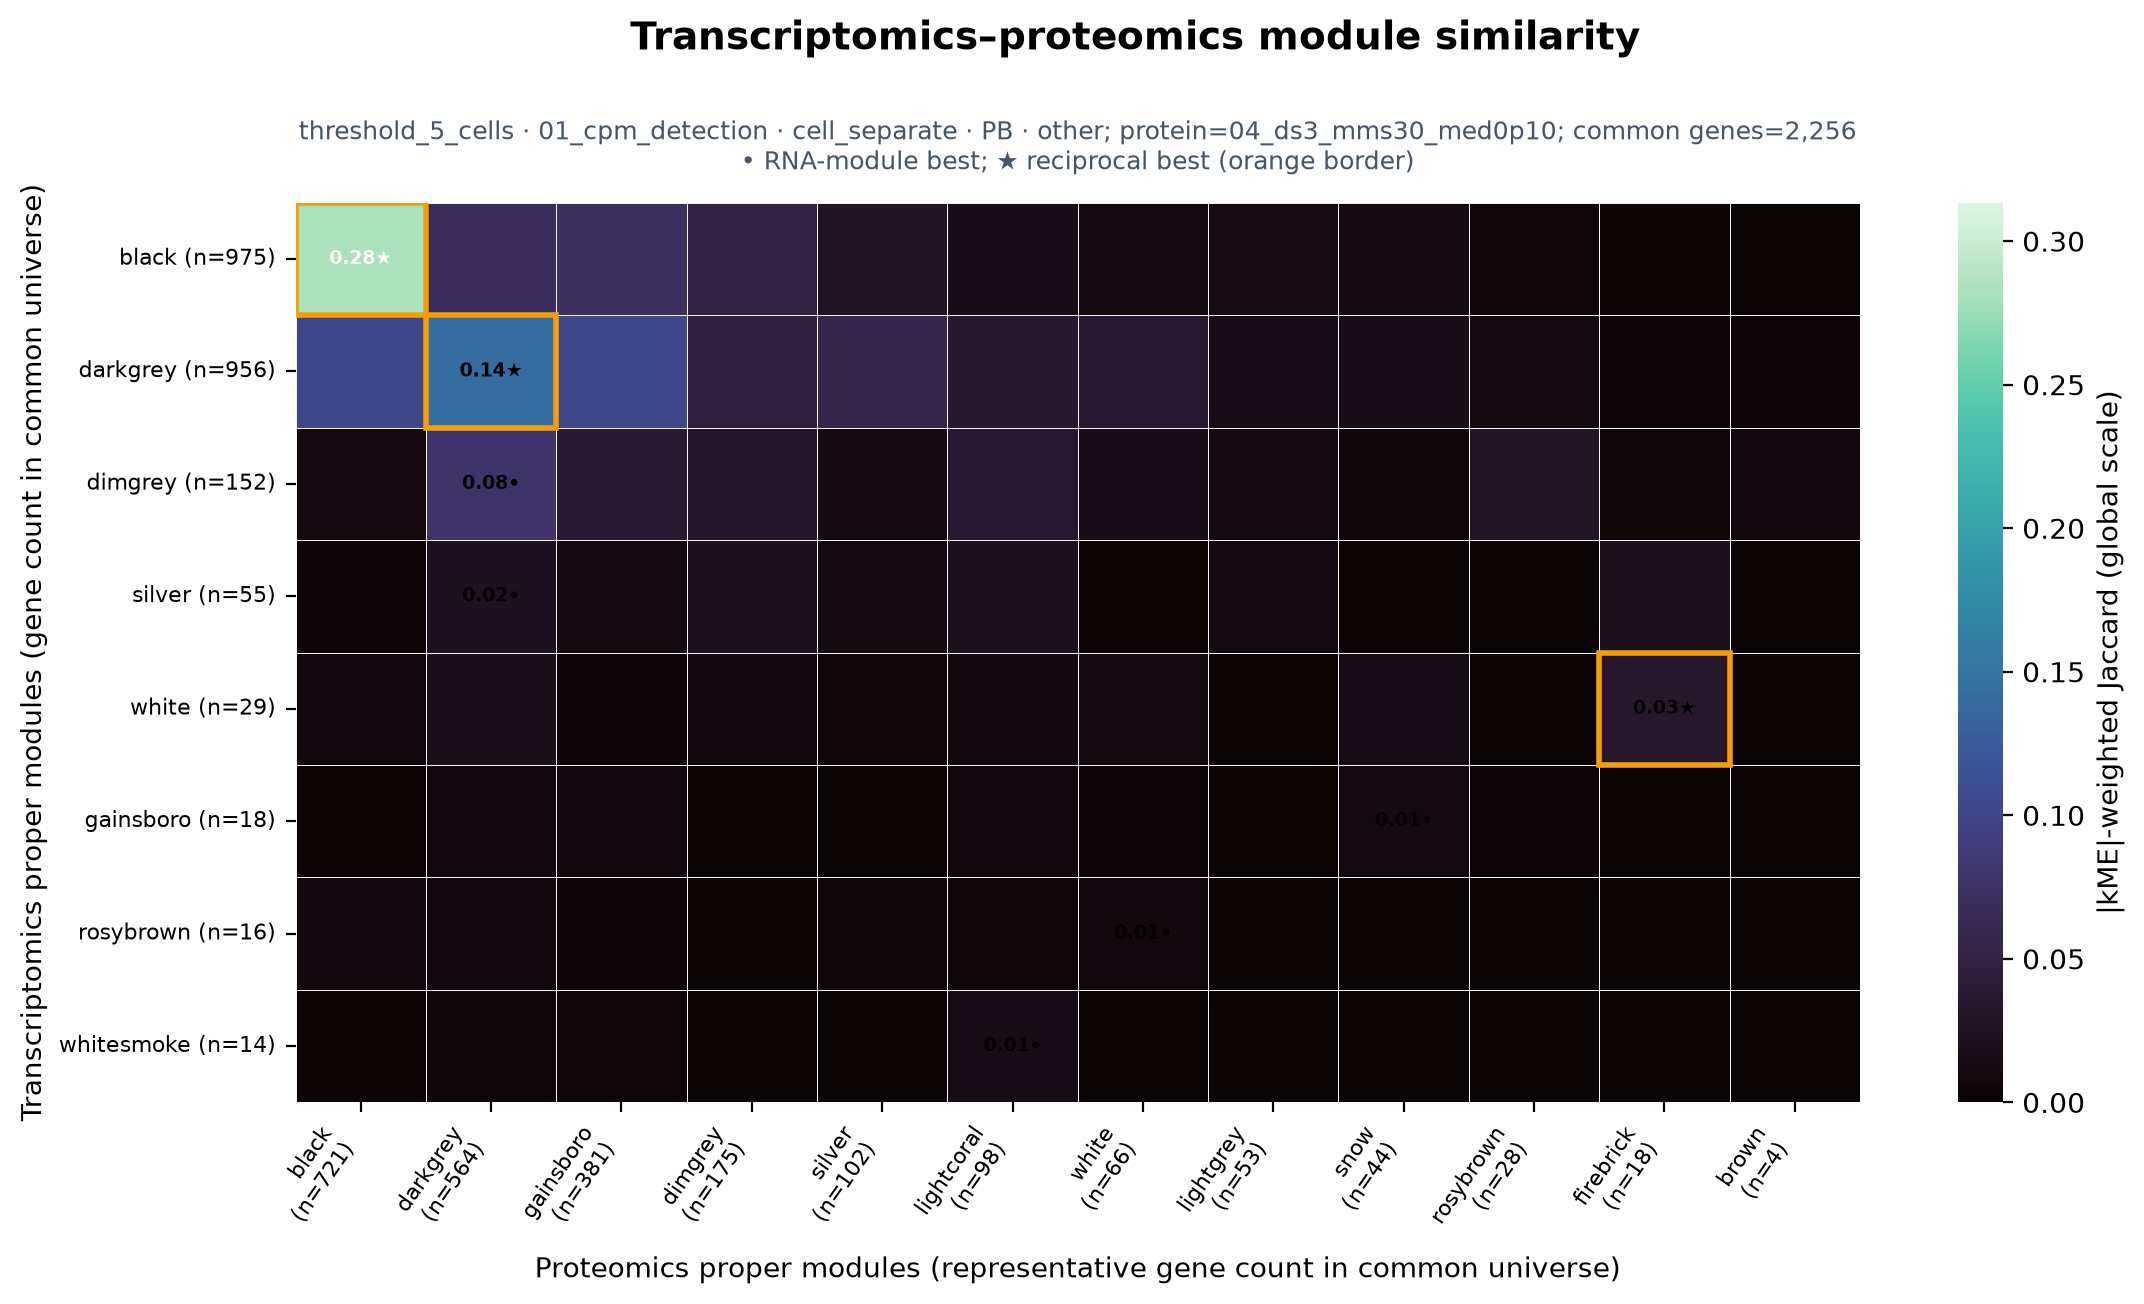 Transcriptomics–proteomics module similarity
threshold_5_cells · 01_cpm_detection · cell_separate · PB · other; protein=04_ds3_mms30_med0p10; common genes=2,256
• RNA-module best; ★ reciprocal best (orange border)
Transcriptomics proper modules (gene count in common universe)
black (n=975)
darkgrey (n=956)
dimgrey (n=152)
silver (n=55)
white (n=29)
gainsboro (n=18)
rosybrown (n=16)
whitesmoke (n=14)
0.28★
0.14★
0.08•
0.02•
0.03★
0.01•
0.01•
0.01•
black
(n=721)
darkgrey
(n=564)
gainsboro
(n=381)
dimgrey
(n=175)
silver
(n=102)
lightcoral
(n=98)
white
(n=66)
lightgrey
(n=53)
snow
(n=44)
rosybrown
(n=28)
firebrick
(n=18)
brown
(n=4)
Proteomics proper modules (representative gene count in common universe)
0.30
0.25
0.20
0.15
0.10
0.05
0.00
|kME|-weighted Jaccard (global scale)